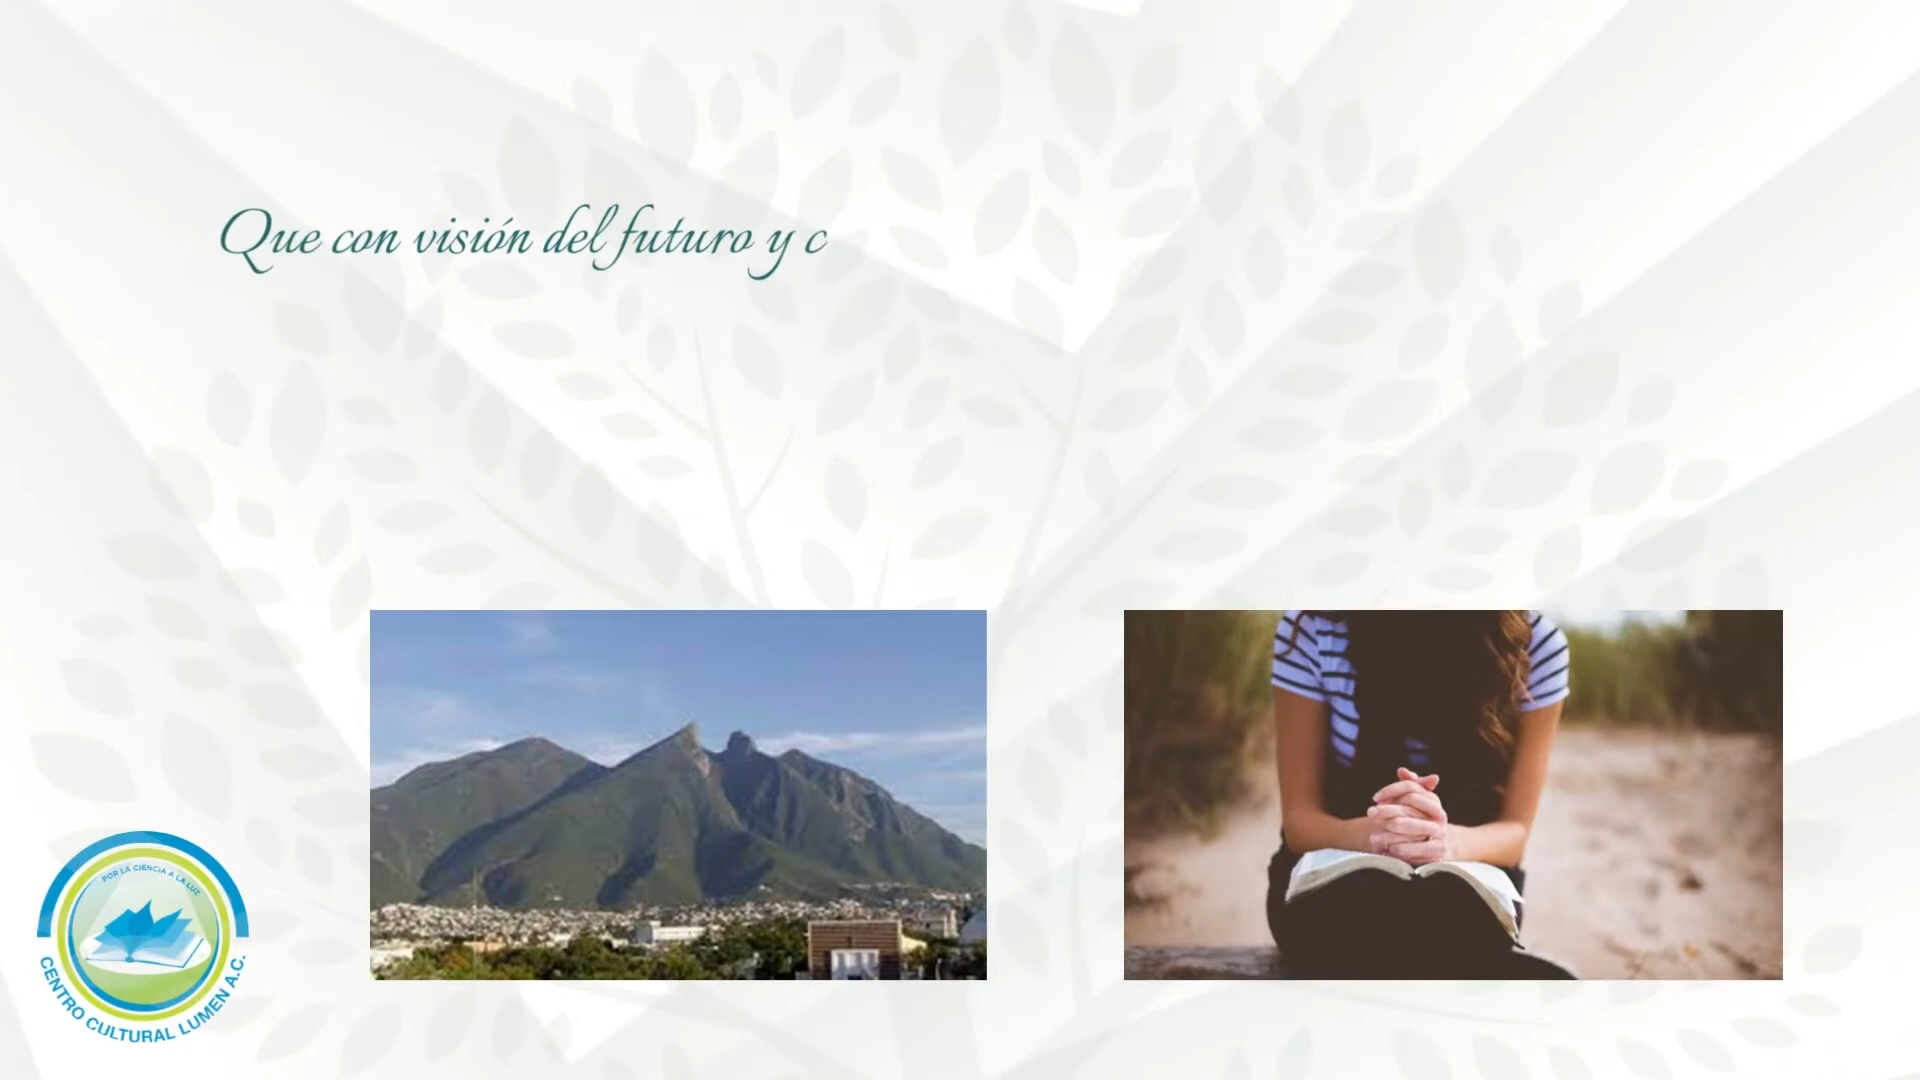 Que con visión del futuro y c
POR LA CIENCIA A LA LUZ
CENTRO CULTURAL LUMEN A.C.